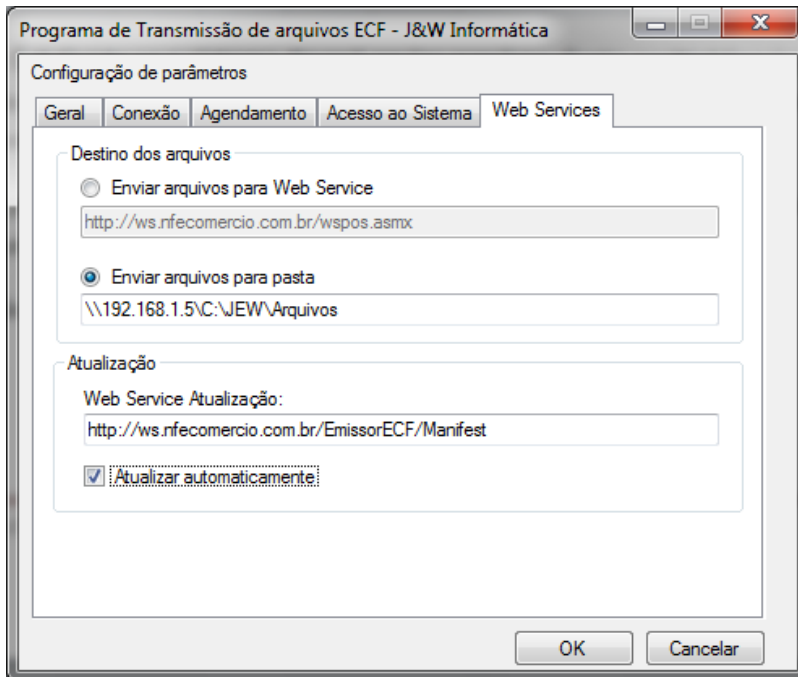 Programa de Transmissão de arquivos ECF - J&W Informática
Configuração de parâmetros
Geral Conexão Agendamento Acesso ao Sistema Web Services
Destino dos arquivos
Enviar arquivos para Web Service
http://ws.nfecomercio.com.br/wspos.asmx
Enviar arquivos para pasta
\\192.168.1.5\C:\JEW\Arquivos
Atualização
Web Service Atualização:
http://ws.nfecomercio.com.br/EmissorECF/Manifest
Atualizar automaticamente
OK Cancelar